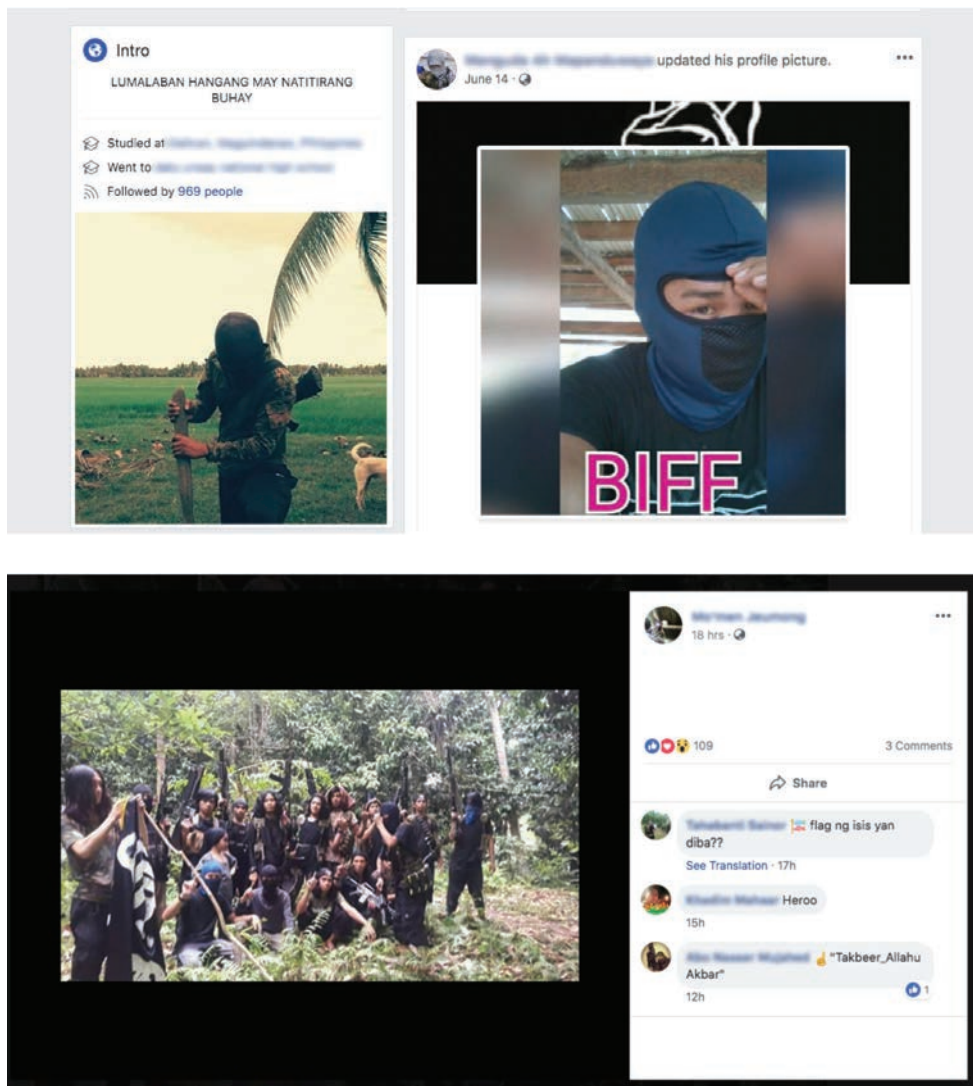 Intro
LUMALABAN HANGANG MAY NATITIRANG
BUHAY
Studied at
Went to
Followed by 969 people
updated his profile picture.
June 14
BIFF
18 hrs
109
3 Comments
Share
flag ng isis yan
diba??
See Translation · 17h
Heroo
15h
"Takbeer_Allahu
Akbar"
1
12h